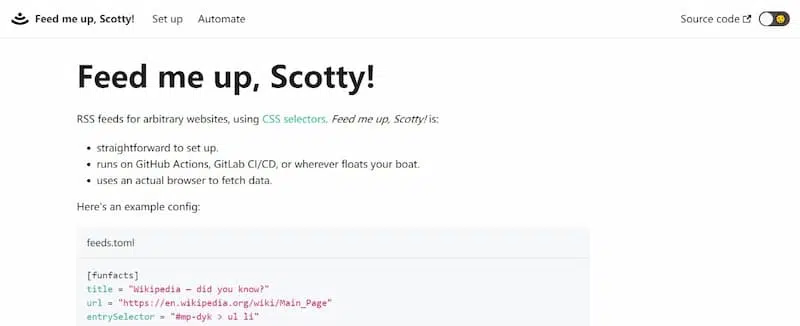 Feed me up, Scotty! Set up Automate Source code
Feed me up, Scotty!
RSS feeds for arbitrary websites, using CSS selectors. Feed me up, Scotty! is:
• straightforward to set up.
• runs on GitHub Actions, GitLab CI/CD, or wherever floats your boat.
• uses an actual browser to fetch data.
Here's an example config:
feeds.toml
[funfacts]
title = "Wikipedia — did you know?"
url = "https://en.wikipedia.org/wiki/Main_Page"
entrySelector = "#mp-dyk > ul li"